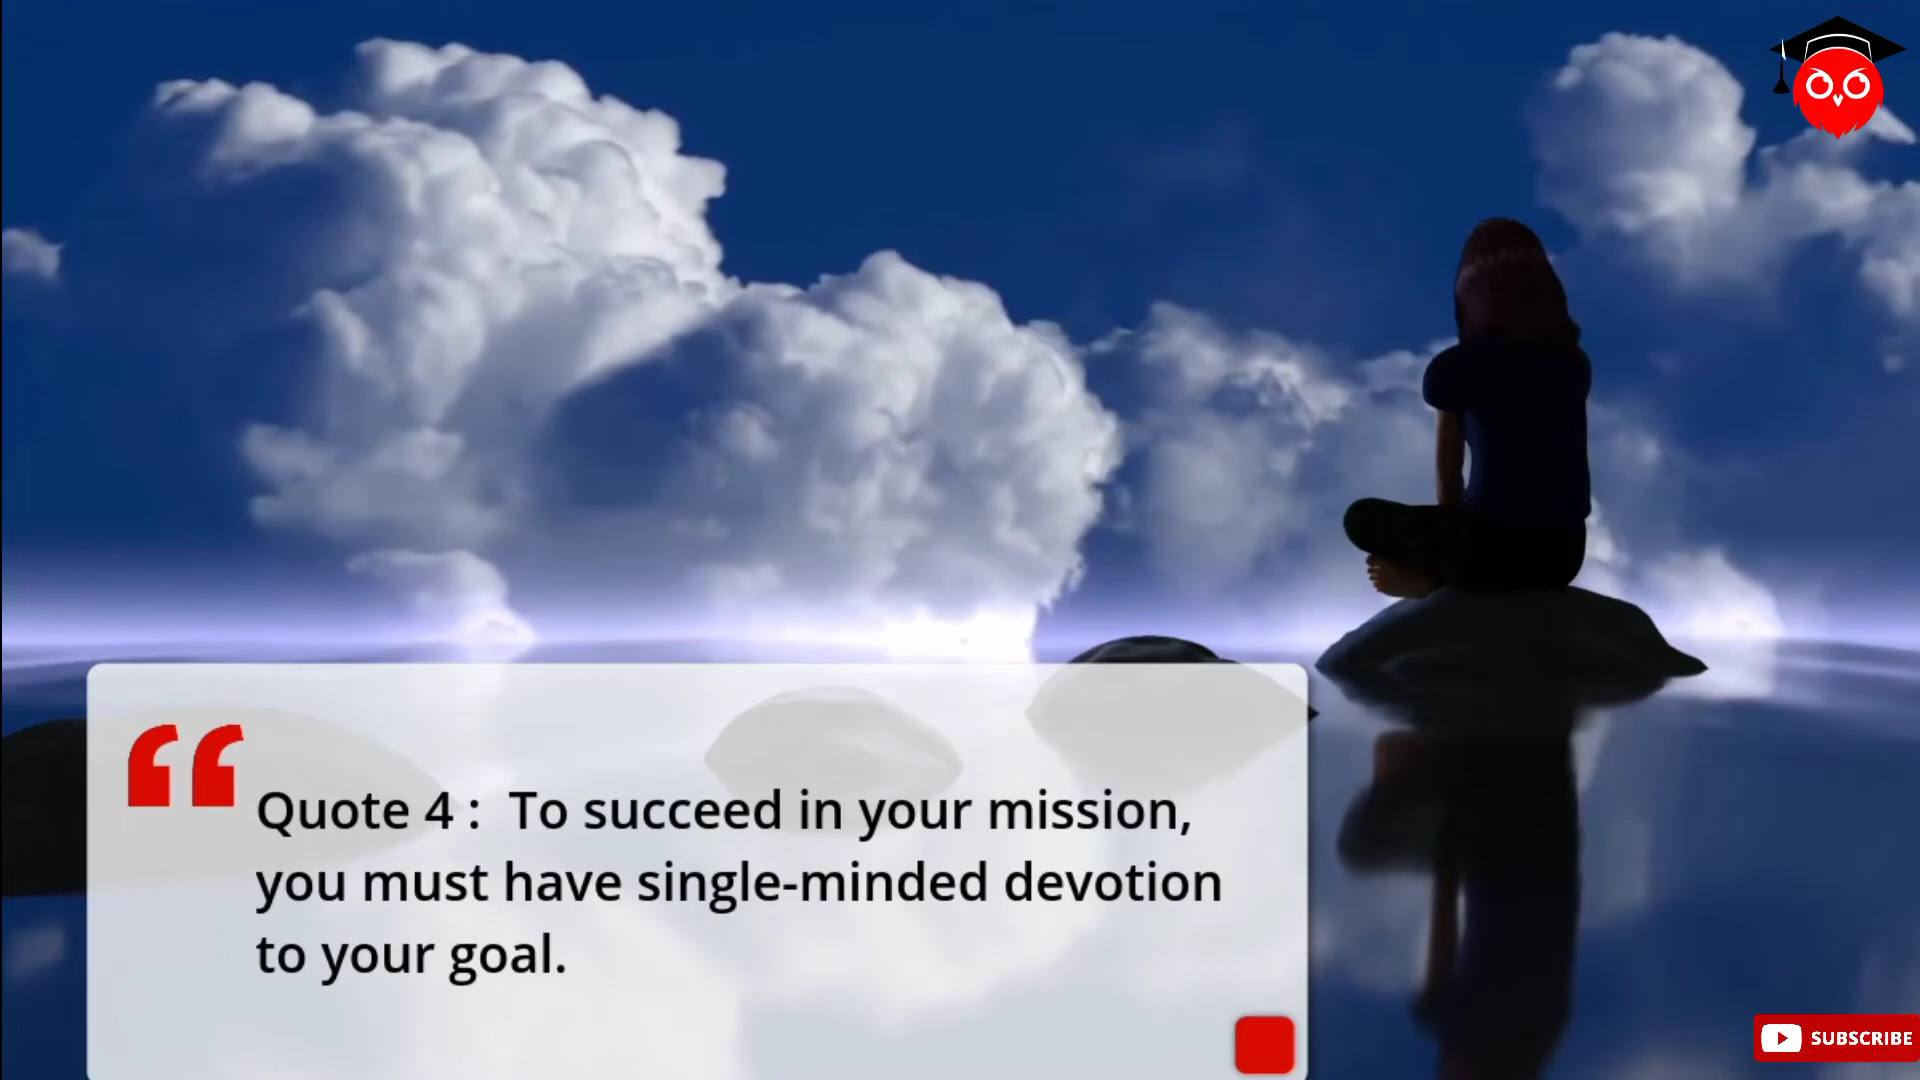 Quote 4 :  To succeed in your mission,
you must have single-minded devotion
to your goal.
SUBSCRIBE